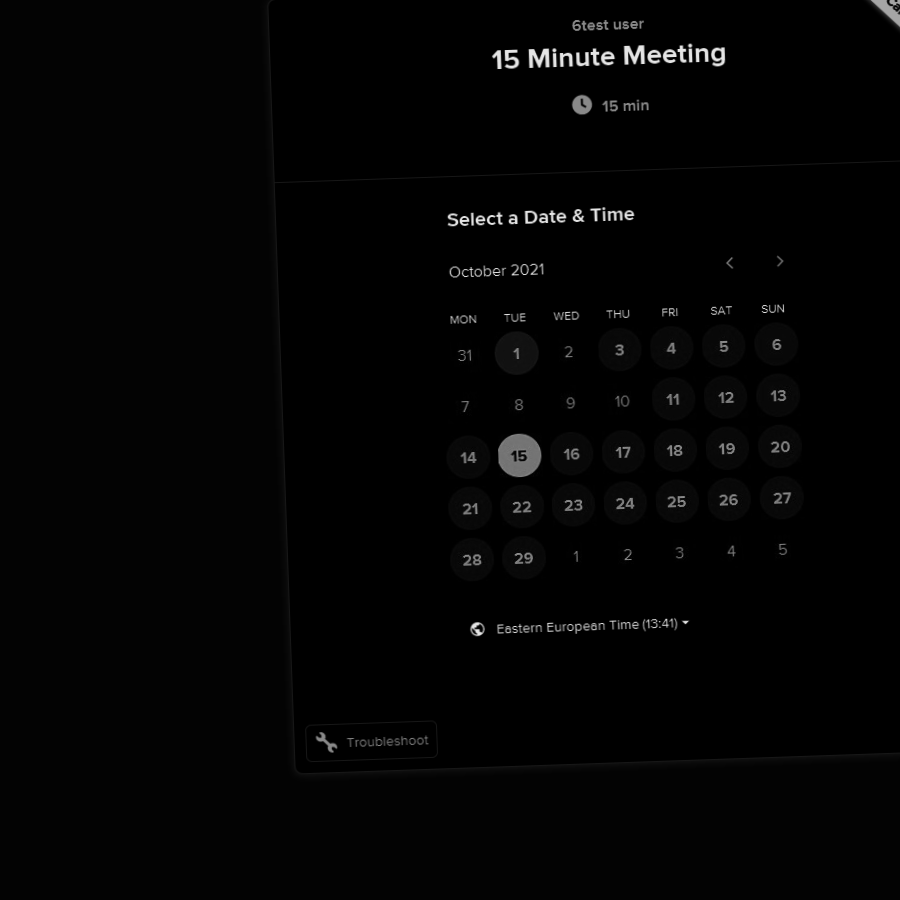 6test user
15 Minute Meeting
15 min
Select a Date & Time
October 2021
MON TUE WED THU FRI SAT SUN
31 1 2 3 4 5 6
7 8 9 10 11 12 13
14 15 16 17 18 19 20
21 22 23 24 25 26 27
28 29 1 2 3 4 5
Eastern European Time (13:41)
Troubleshoot